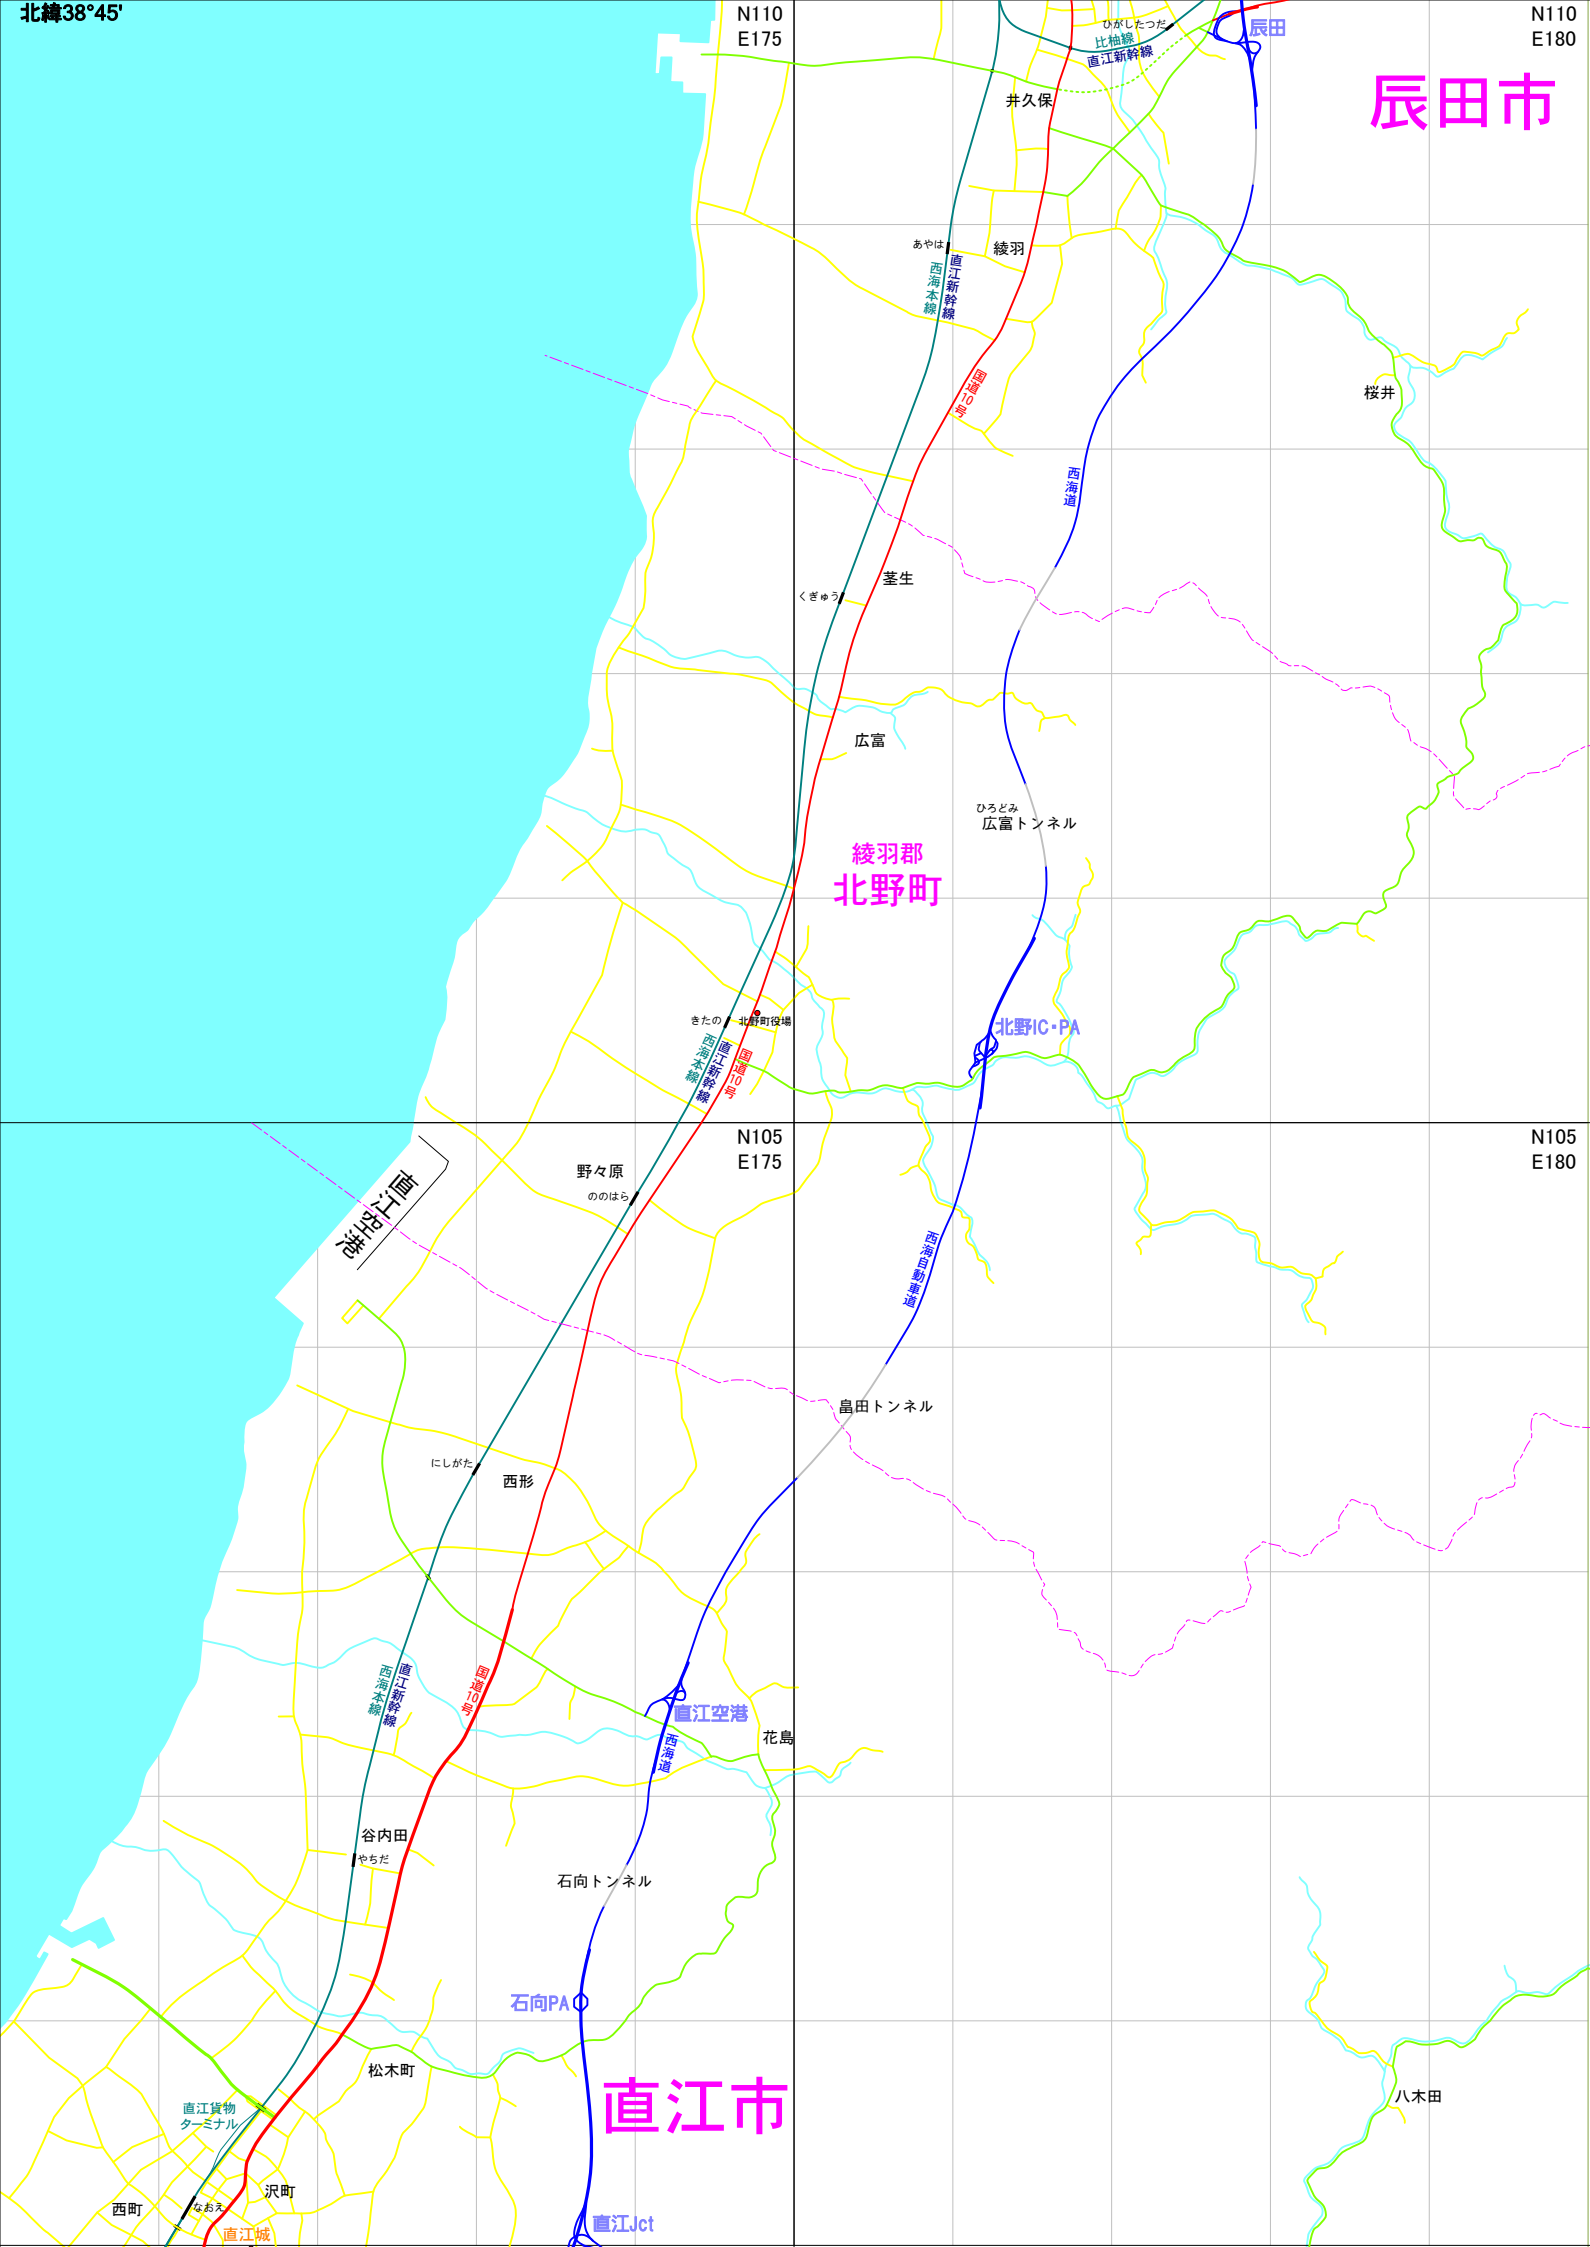 北緯38°45'
N110
E175
N110
E180
ひがしたつだ
比柚線
直江新幹線
辰田
辰田市
井久保
あやは
綾羽
西海本線
直江新幹線
国道10号
桜井
西海道
茎生
くぎゅう
広富
ひろどみ
広富トンネル
綾羽郡
北野町
きたの
北野町役場
西海本線
直江新幹線
国道10号
北野IC・PA
N105
E175
N105
E180
野々原
ののはら
直江空港
西海自動車道
畠田トンネル
にしがた
西形
西海本線
直江新幹線
国道10号
直江空港
西海道
花島
谷内田
やちだ
石向トンネル
石向PA
松木町
直江市
八木田
直江貨物
ターミナル
沢町
西町
なおえ
直江城
直江Jct